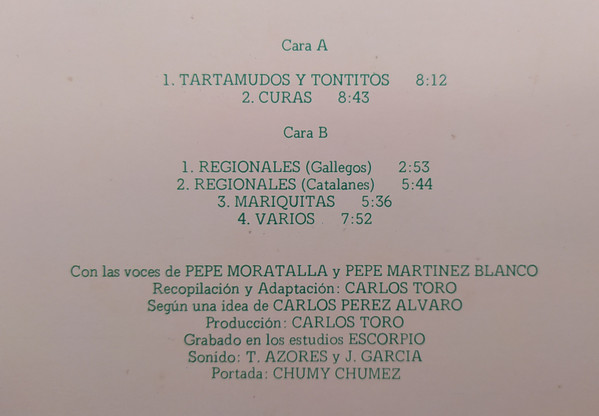 Cara A
1. TARTAMUDOS Y TONTITOS 8:12
2. CURAS 8:43
Cara B
1. REGIONALES (Gallegos) 2:53
2. REGIONALES (Catalanes) 5:44
3. MARIQUITAS 5:36
4. VARIOS 7:52
Con las voces de PEPE MORATALLA y PEPE MARTINEZ BLANCO
Recopilación y Adaptación: CARLOS TORO
Según una idea de CARLOS PEREZ ALVARO
Producción: CARLOS TORO
Grabado en los estudios ESCORPIO
Sonido: T. AZORES y J. GARCIA
Portada: CHUMY CHUMEZ